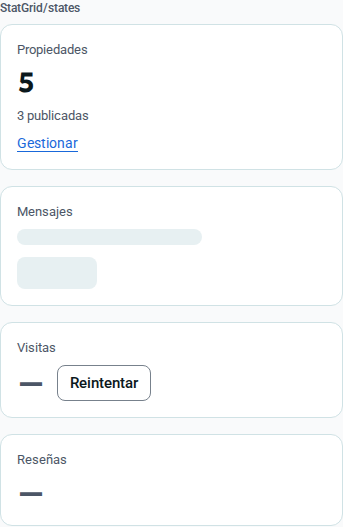 StatGrid/states
Propiedades
5
3 publicadas
Gestionar
Mensajes
Visitas
— Reintentar
Reseñas
—